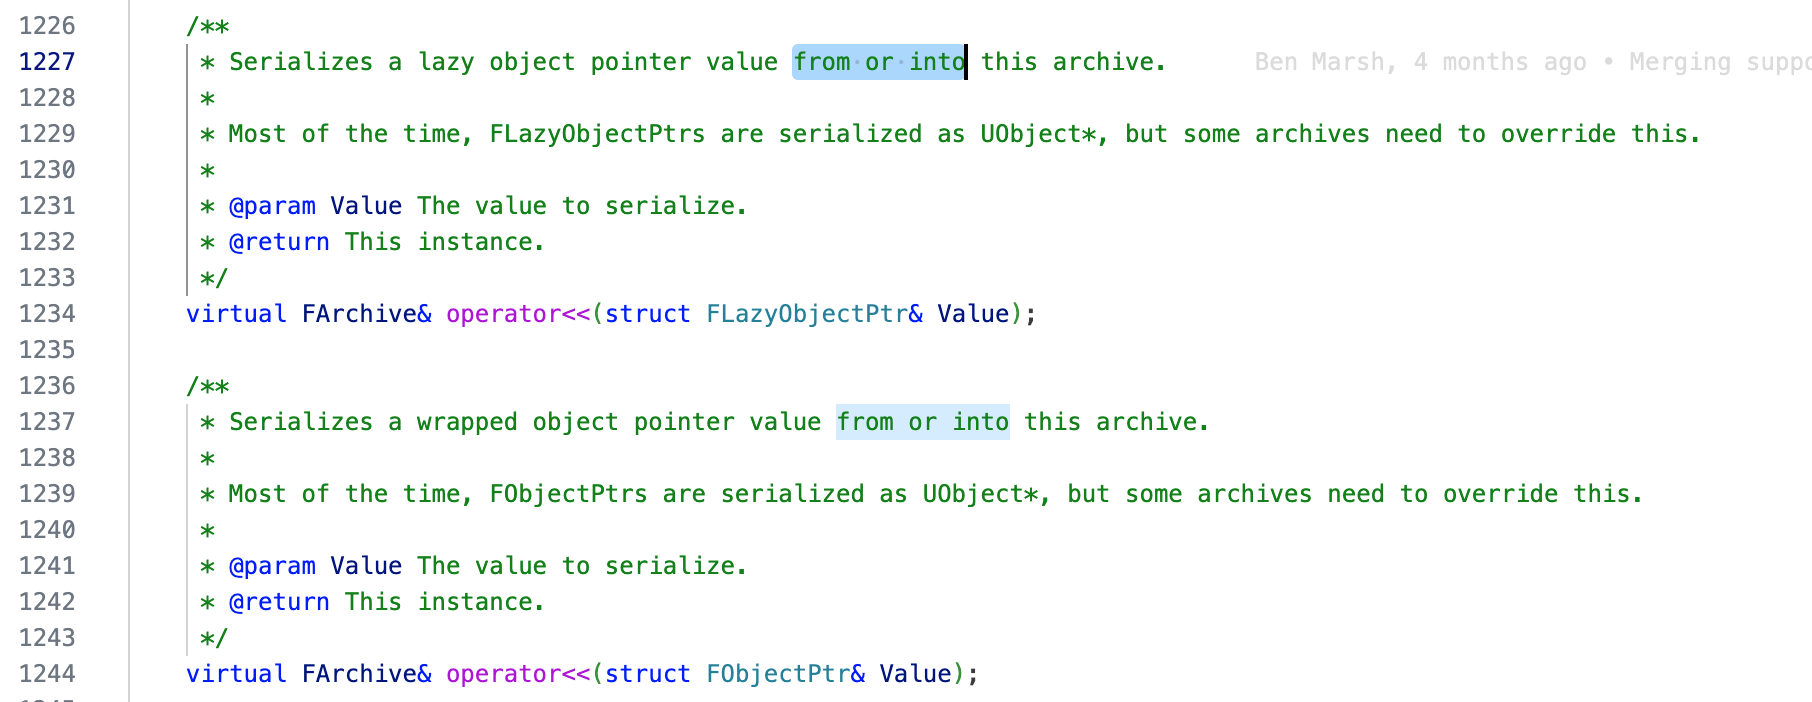 1226 /**
1227 * Serializes a lazy object pointer value from or into this archive. Ben Marsh, 4 months ago • Merging
1228 *
1229 * Most of the time, FLazyObjectPtrs are serialized as UObject*, but some archives need to override this.
1230 *
1231 * @param Value The value to serialize.
1232 * @return This instance.
1233 */
1234 virtual FArchive& operator<<(struct FLazyObjectPtr& Value);
1235
1236 /**
1237 * Serializes a wrapped object pointer value from or into this archive.
1238 *
1239 * Most of the time, FObjectPtrs are serialized as UObject*, but some archives need to override this.
1240 *
1241 * @param Value The value to serialize.
1242 * @return This instance.
1243 */
1244 virtual FArchive& operator<<(struct FObjectPtr& Value);